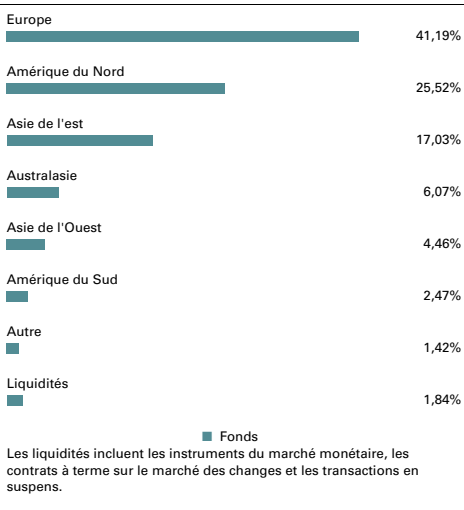 Europe
41,19%
Amérique du Nord
25,52%
Asie de l'est
17,03%
Australasie
6,07%
Asie de l'Ouest
4,46%
Amérique du Sud
2,47%
Autre
1,42%
Liquidités
1,84%
Fonds
Les liquidités incluent les instruments du marché monétaire, les
contrats à terme sur le marché des changes et les transactions en
suspens.